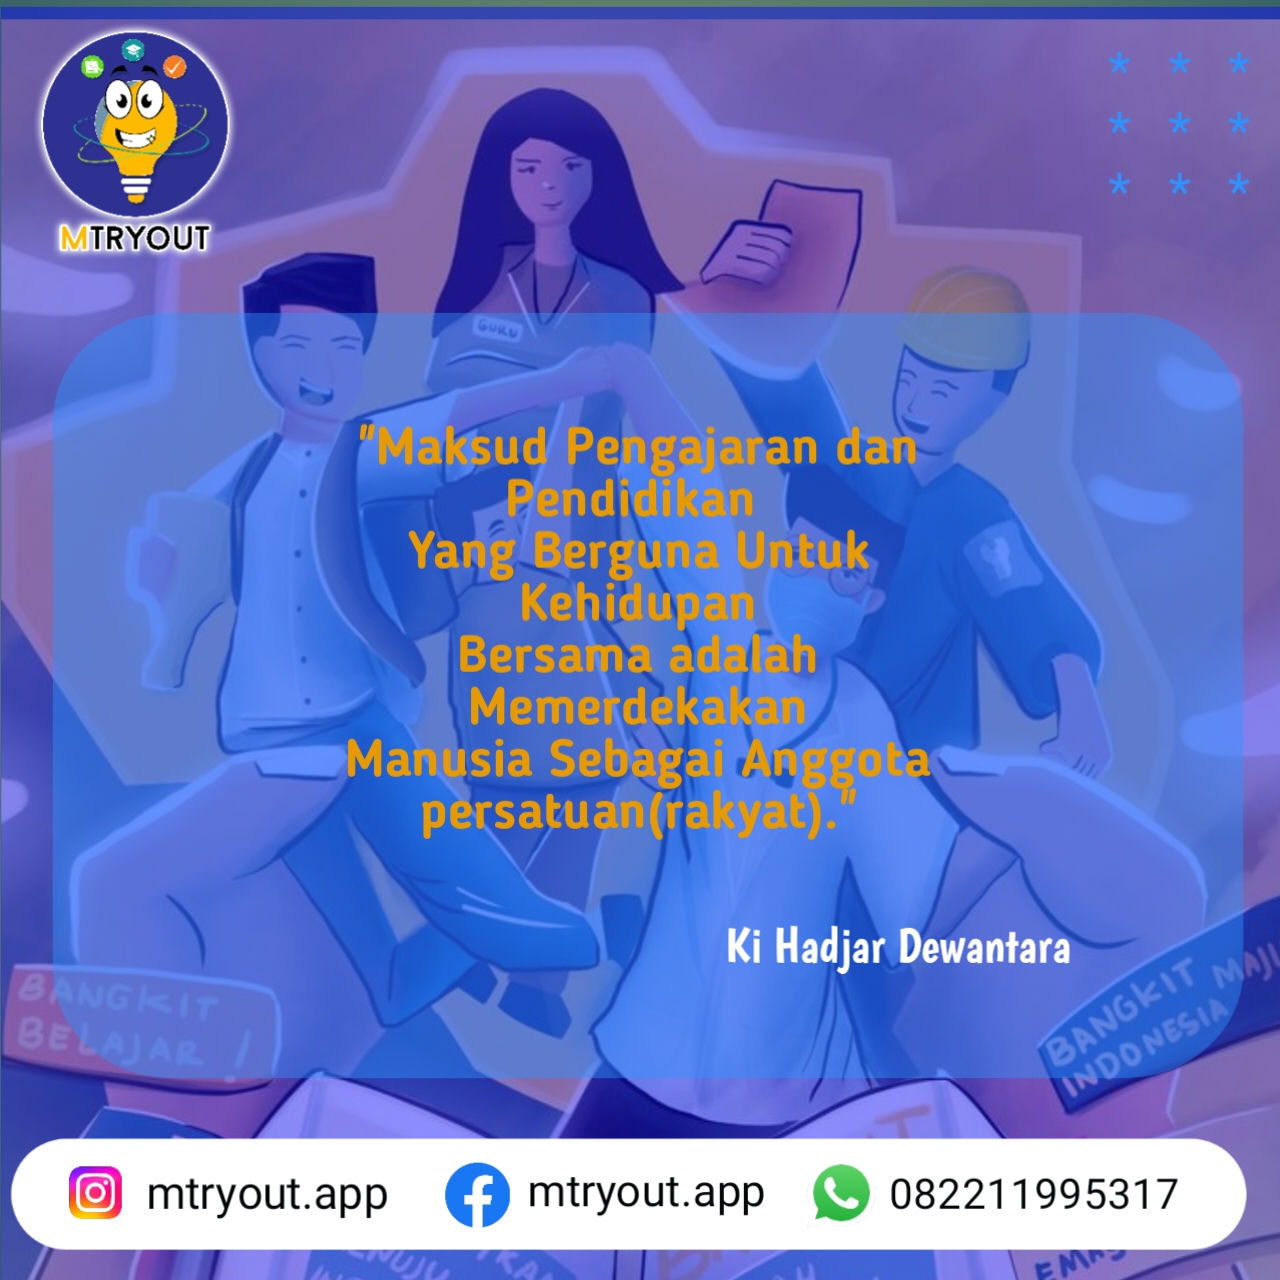 MTRYOUT
GURU
"Maksud Pengajaran dan
Pendidikan
Yang Berguna Untuk
Kehidupan
Bersama adalah
Memerdekakan
Manusia Sebagai Anggota
persatuan(rakyat)."
Ki Hadjar Dewantara
BANGKIT
BELAJAR !
BANGKIT MAJU
INDONESIA
mtryout.app
mtryout.app
082211995317